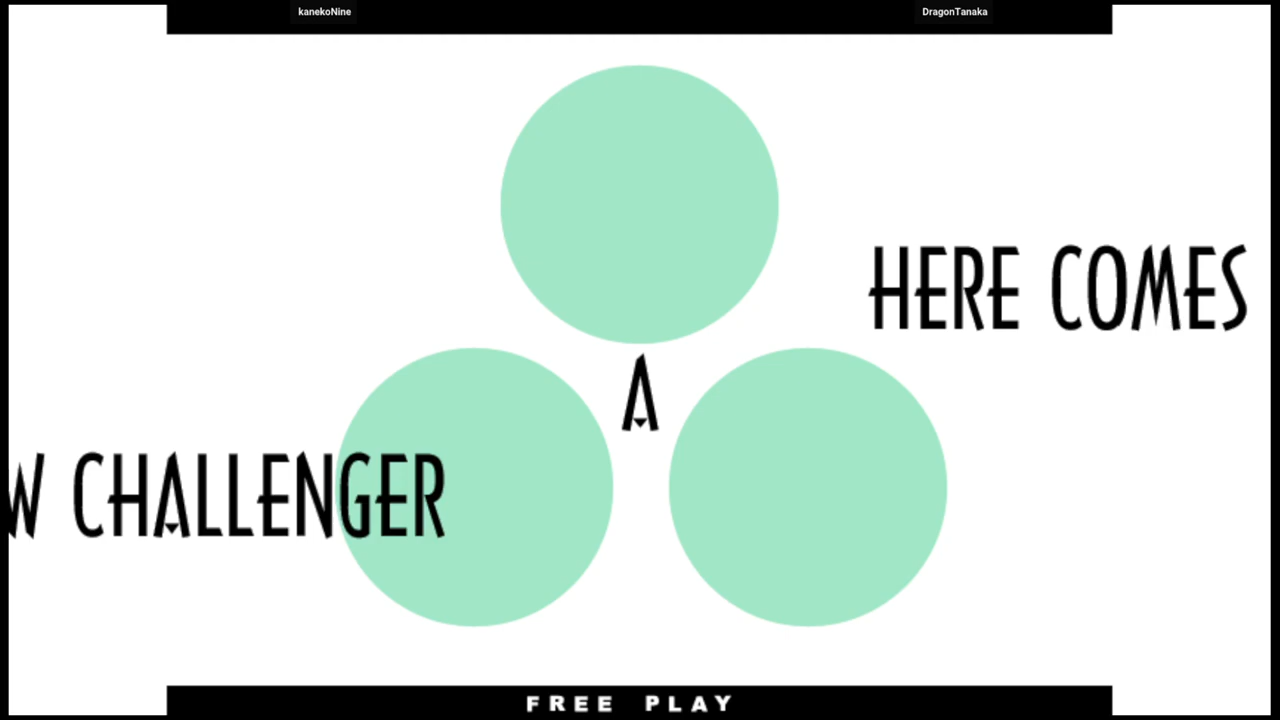 kanekoNine
DragonTanaka
HERE COMES
A
W CHALLENGER
FREE PLAY